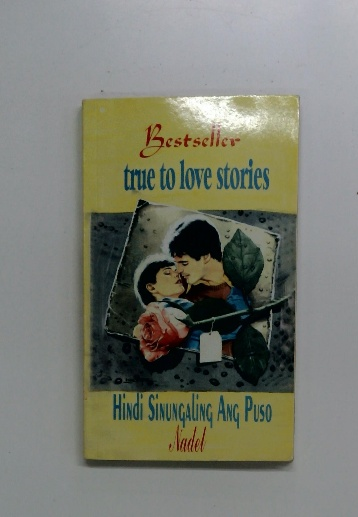 Bestseller
true to love stories
Hindi Sinungaling Ang Puso
Nadel